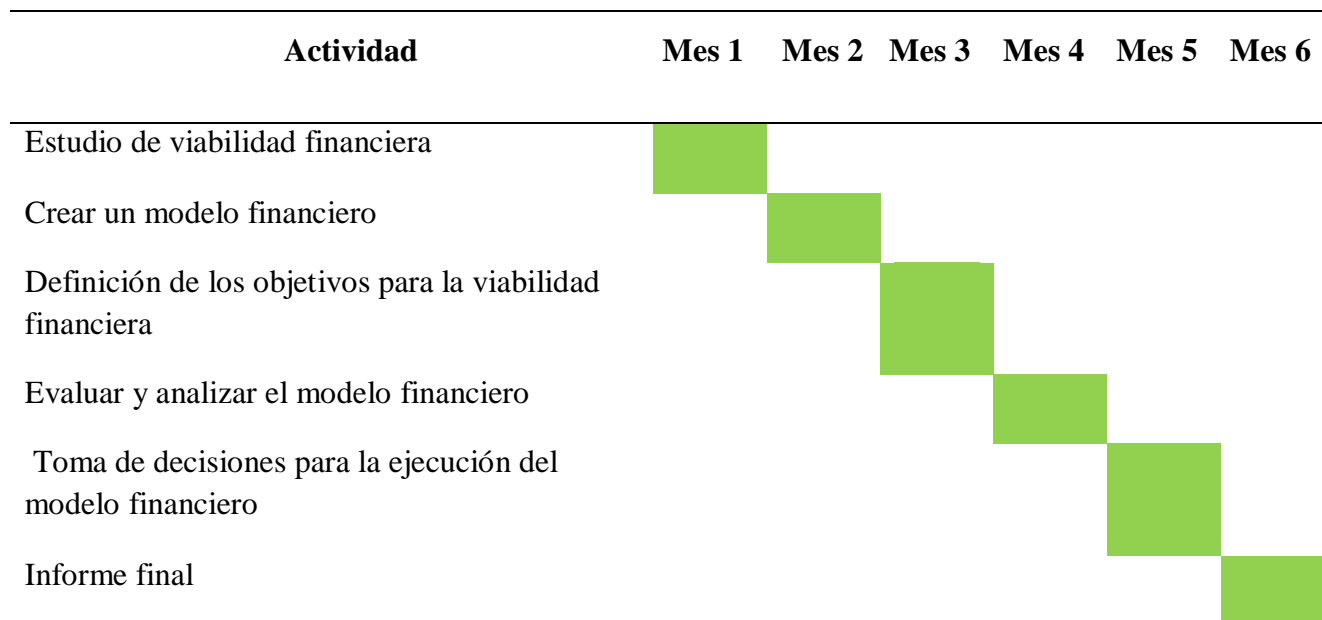 Actividad Mes 1 Mes 2 Mes 3 Mes 4 Mes 5 Mes 6
Estudio de viabilidad financiera
Crear un modelo financiero
Definición de los objetivos para la viabilidad
financiera
Evaluar y analizar el modelo financiero
Toma de decisiones para la ejecución del
modelo financiero
Informe final